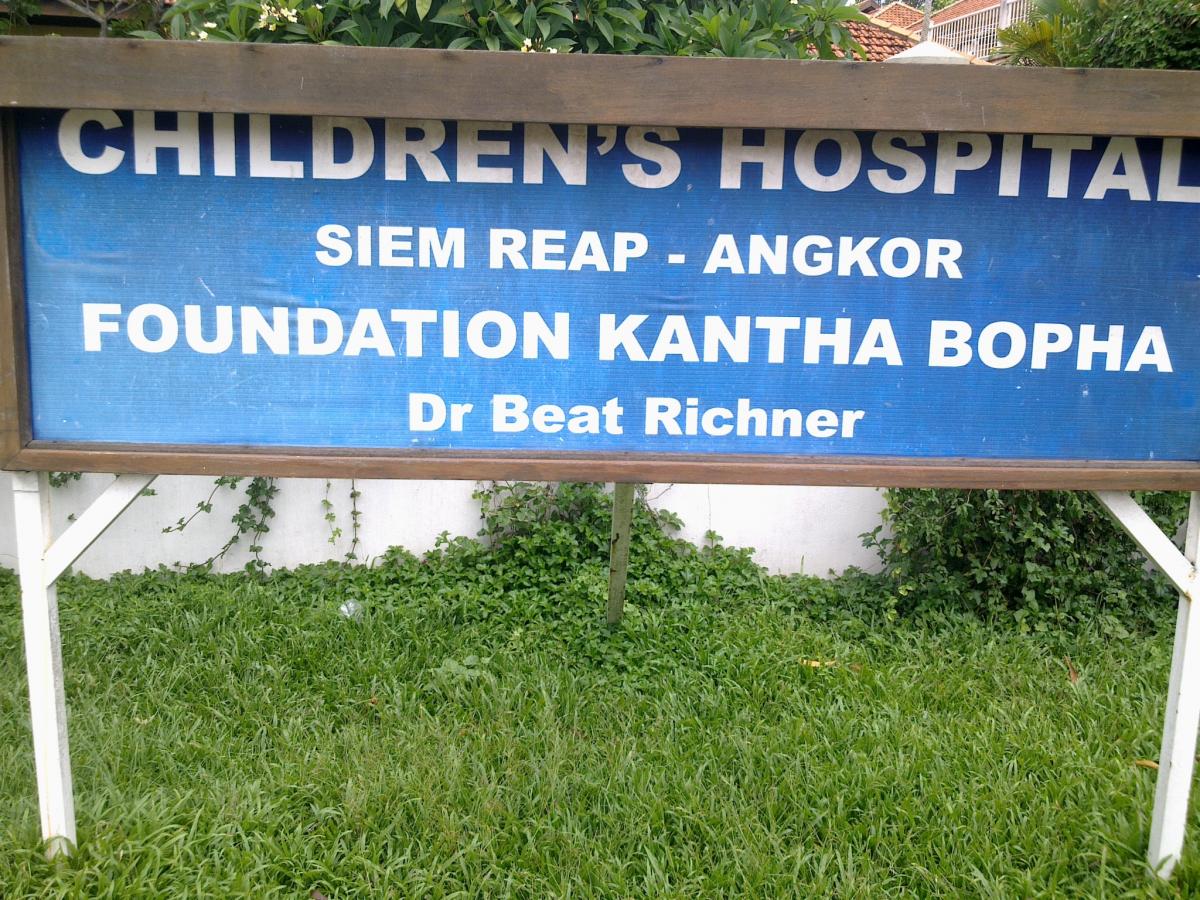 CHILDREN'S HOSPITAL
SIEM REAP - ANGKOR
FOUNDATION KANTHA BOPHA
Dr Beat Richner